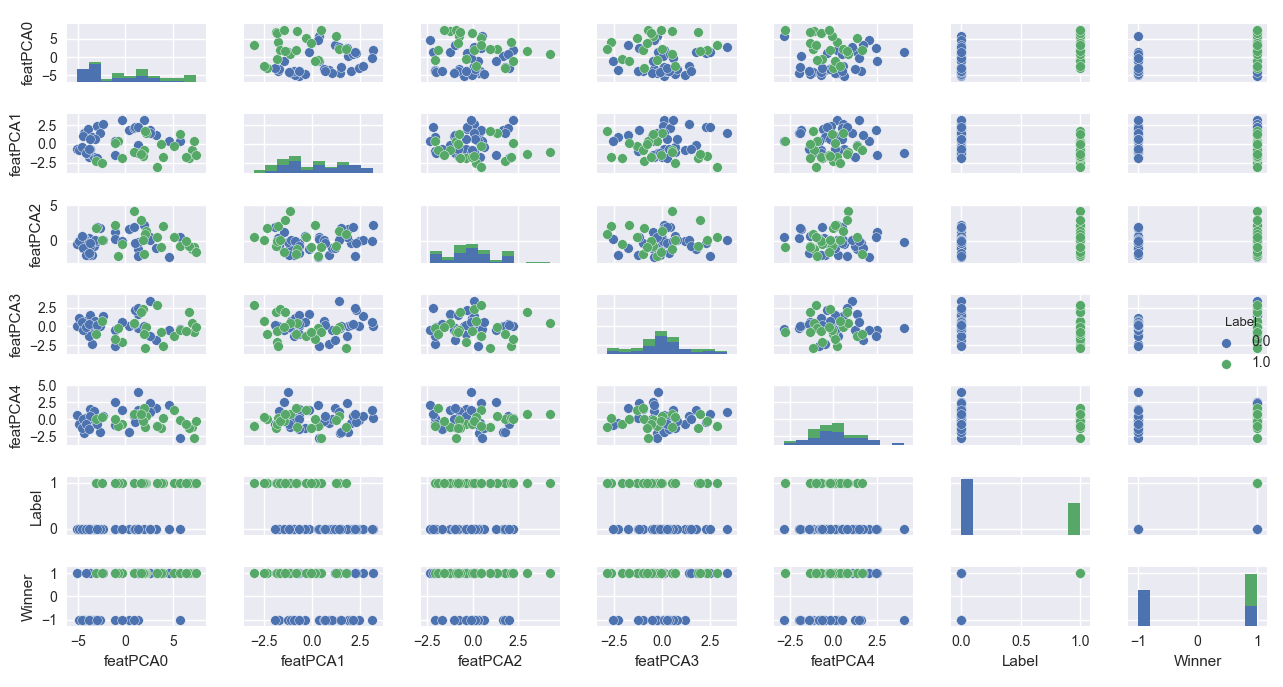 featPCA0
5
0
−5
featPCA1
2.5
0.0
−2.5
featPCA2
5
0
featPCA3
2.5
0.0
−2.5
Label
0.0
1.0
featPCA4
5.0
2.5
0.0
−2.5
Label
1
0
Winner
1
0
−1
−5 0 5 −2.5 0.0 2.5 −2.5 0.0 2.5 −2.5 0.0 2.5 −2.5 0.0 2.5 0.0 0.5 1.0 −1 0 1
featPCA0 featPCA1 featPCA2 featPCA3 featPCA4 Label Winner